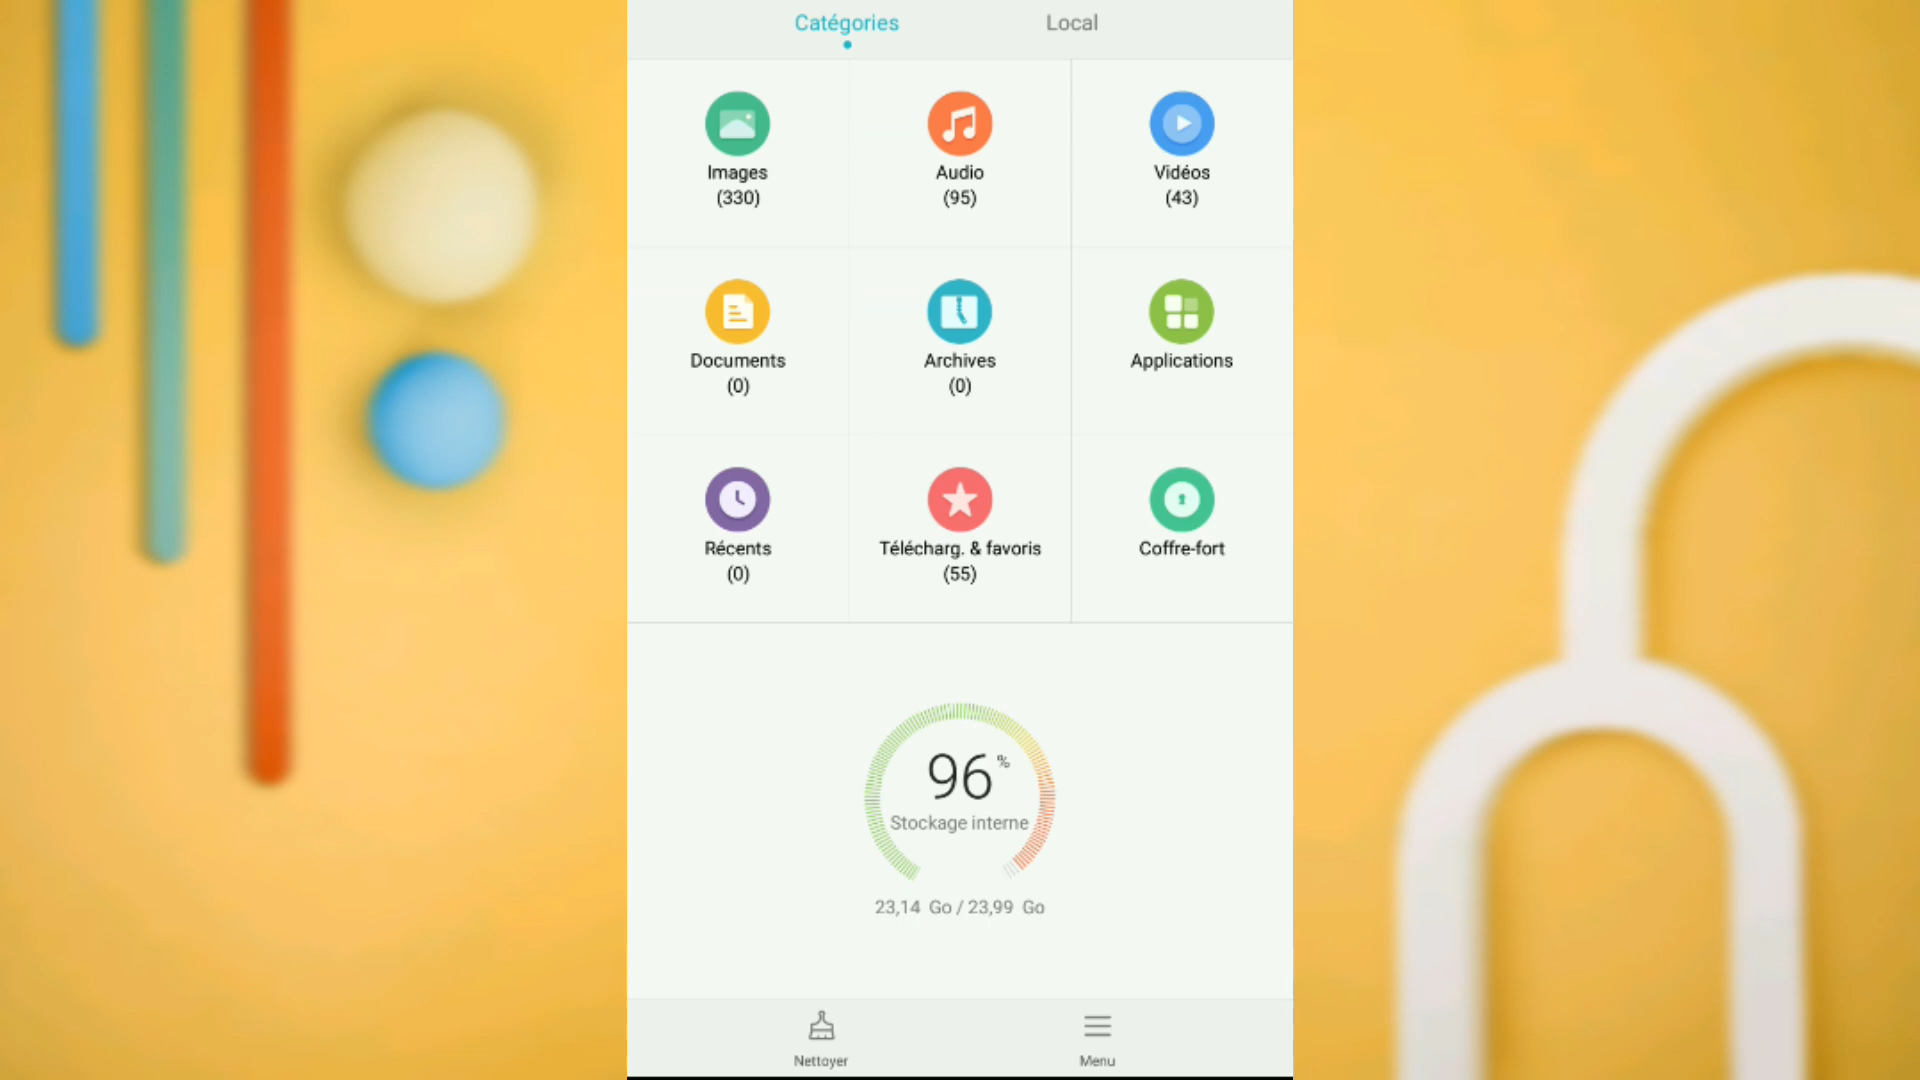 Catégories
Local
Images
(330)
Audio
(95)
Vidéos
(43)
Documents
(0)
Archives
(0)
Applications
Récents
(0)
Télécharg. & favoris
(55)
Coffre-fort
96 %
Stockage interne
23,14 Go / 23,99 Go
Nettoyer
Menu